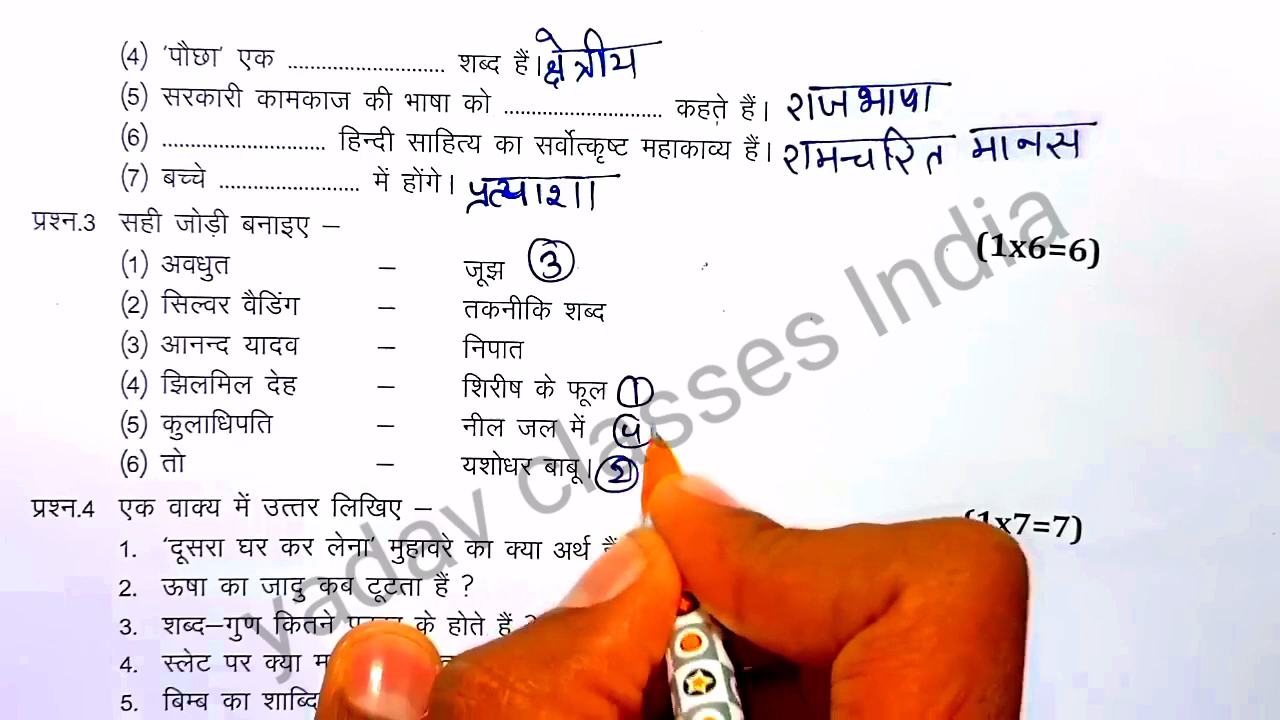 (4) 'पौछा' एक ........................... शब्द हैं। क्षेत्रीय
(5) सरकारी कामकाज की भाषा को ........................... कहते हैं। राजभाषा
(6) ........................... हिन्दी साहित्य का सर्वोत्कृष्ट महाकाव्य हैं। रामचरित मानस
(7) बच्चे ........................ में होंगे। प्रत्याशा
प्रश्न.3 सही जोड़ी बनाइए – (1x6=6)
(1) अवधुत – जूझ 3
(2) सिल्वर वैडिंग – तकनीकि शब्द
(3) आनन्द यादव – निपात
(4) झिलमिल देह – शिरीष के फूल 1
(5) कुलाधिपति – नील जल में 4
(6) तो – यशोधर बाबू। 2
प्रश्न.4 एक वाक्य में उत्तर लिखिए – (1x7=7)
1. 'दूसरा घर कर लेना' मुहावरे का क्या अर्थ हैं
2. ऊषा का जादु कब टूटता हैं ?
3. शब्द–गुण कितने के होते हैं ?
4. स्लेट पर क्या
5. बिम्ब का
yadav classes India